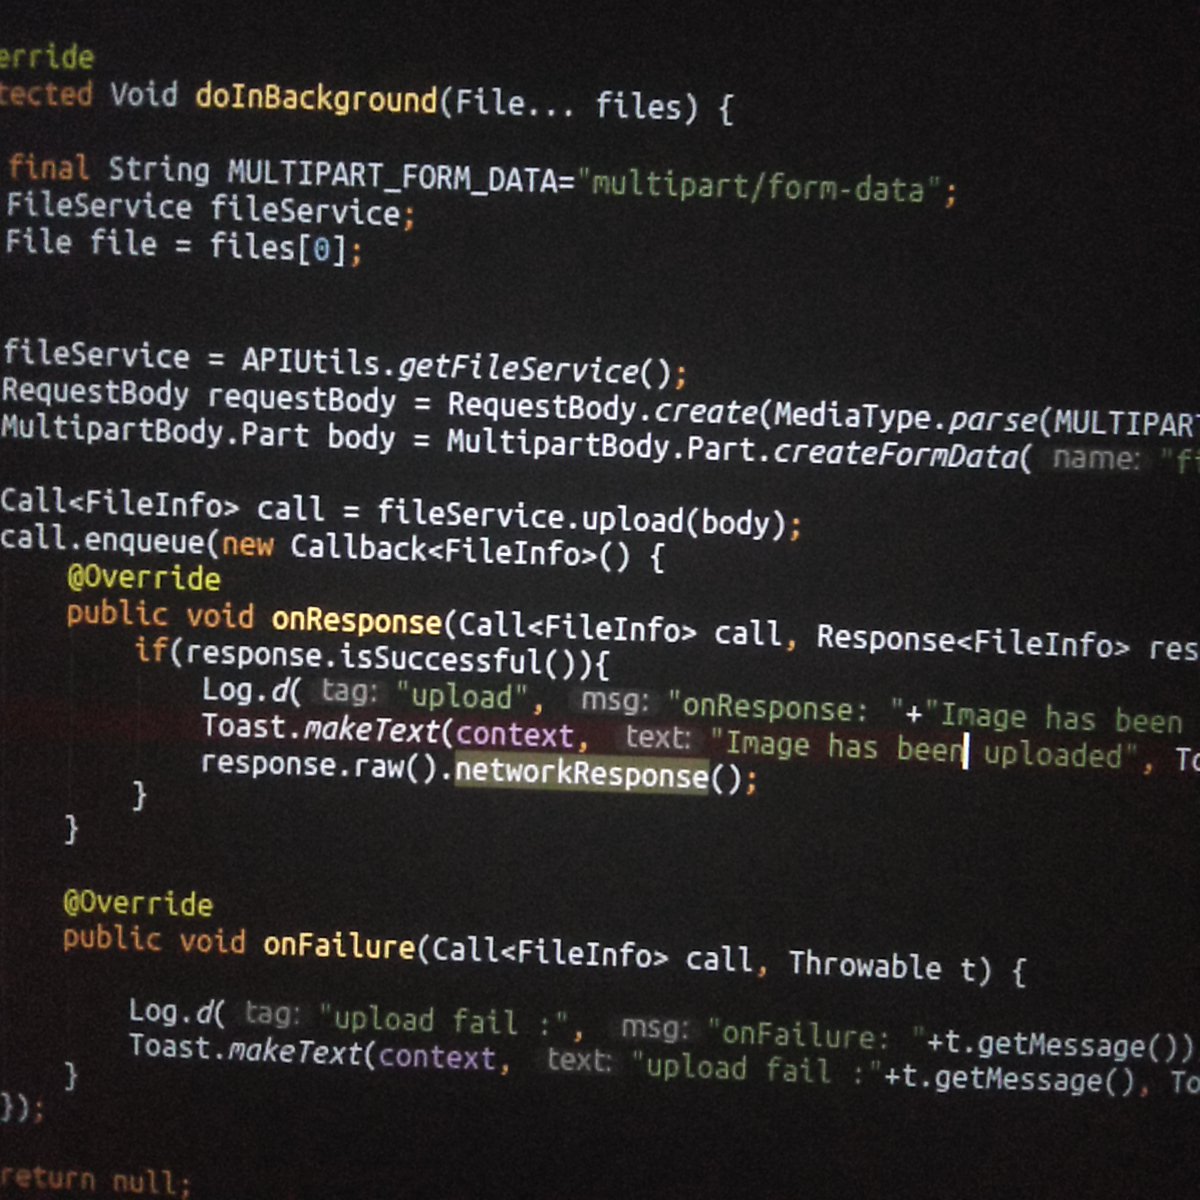 erride
tected Void doInBackground(File... files) {
final String MULTIPART_FORM_DATA="multipart/form-data";
FileService fileService;
File file = files[0];
fileService = APIUtils.getFileService();
RequestBody requestBody = RequestBody.create(MediaType.parse(MULTIPAR
MultipartBody.Part body = MultipartBody.Part.createFormData( name: "fi
Call<FileInfo> call = fileService.upload(body);
call.enqueue(new Callback<FileInfo>() {
@Override
public void onResponse(Call<FileInfo> call, Response<FileInfo> res
if(response.isSuccessful()){
Log.d( tag: "upload", msg: "onResponse: "+"Image has been
Toast.makeText(context, text: "Image has been uploaded", To
response.raw().networkResponse();
}
}
@Override
public void onFailure(Call<FileInfo> call, Throwable t) {
Log.d( tag: "upload fail :", msg: "onFailure: "+t.getMessage())
Toast.makeText(context, text: "upload fail :"+t.getMessage(), To
}
});
return null;